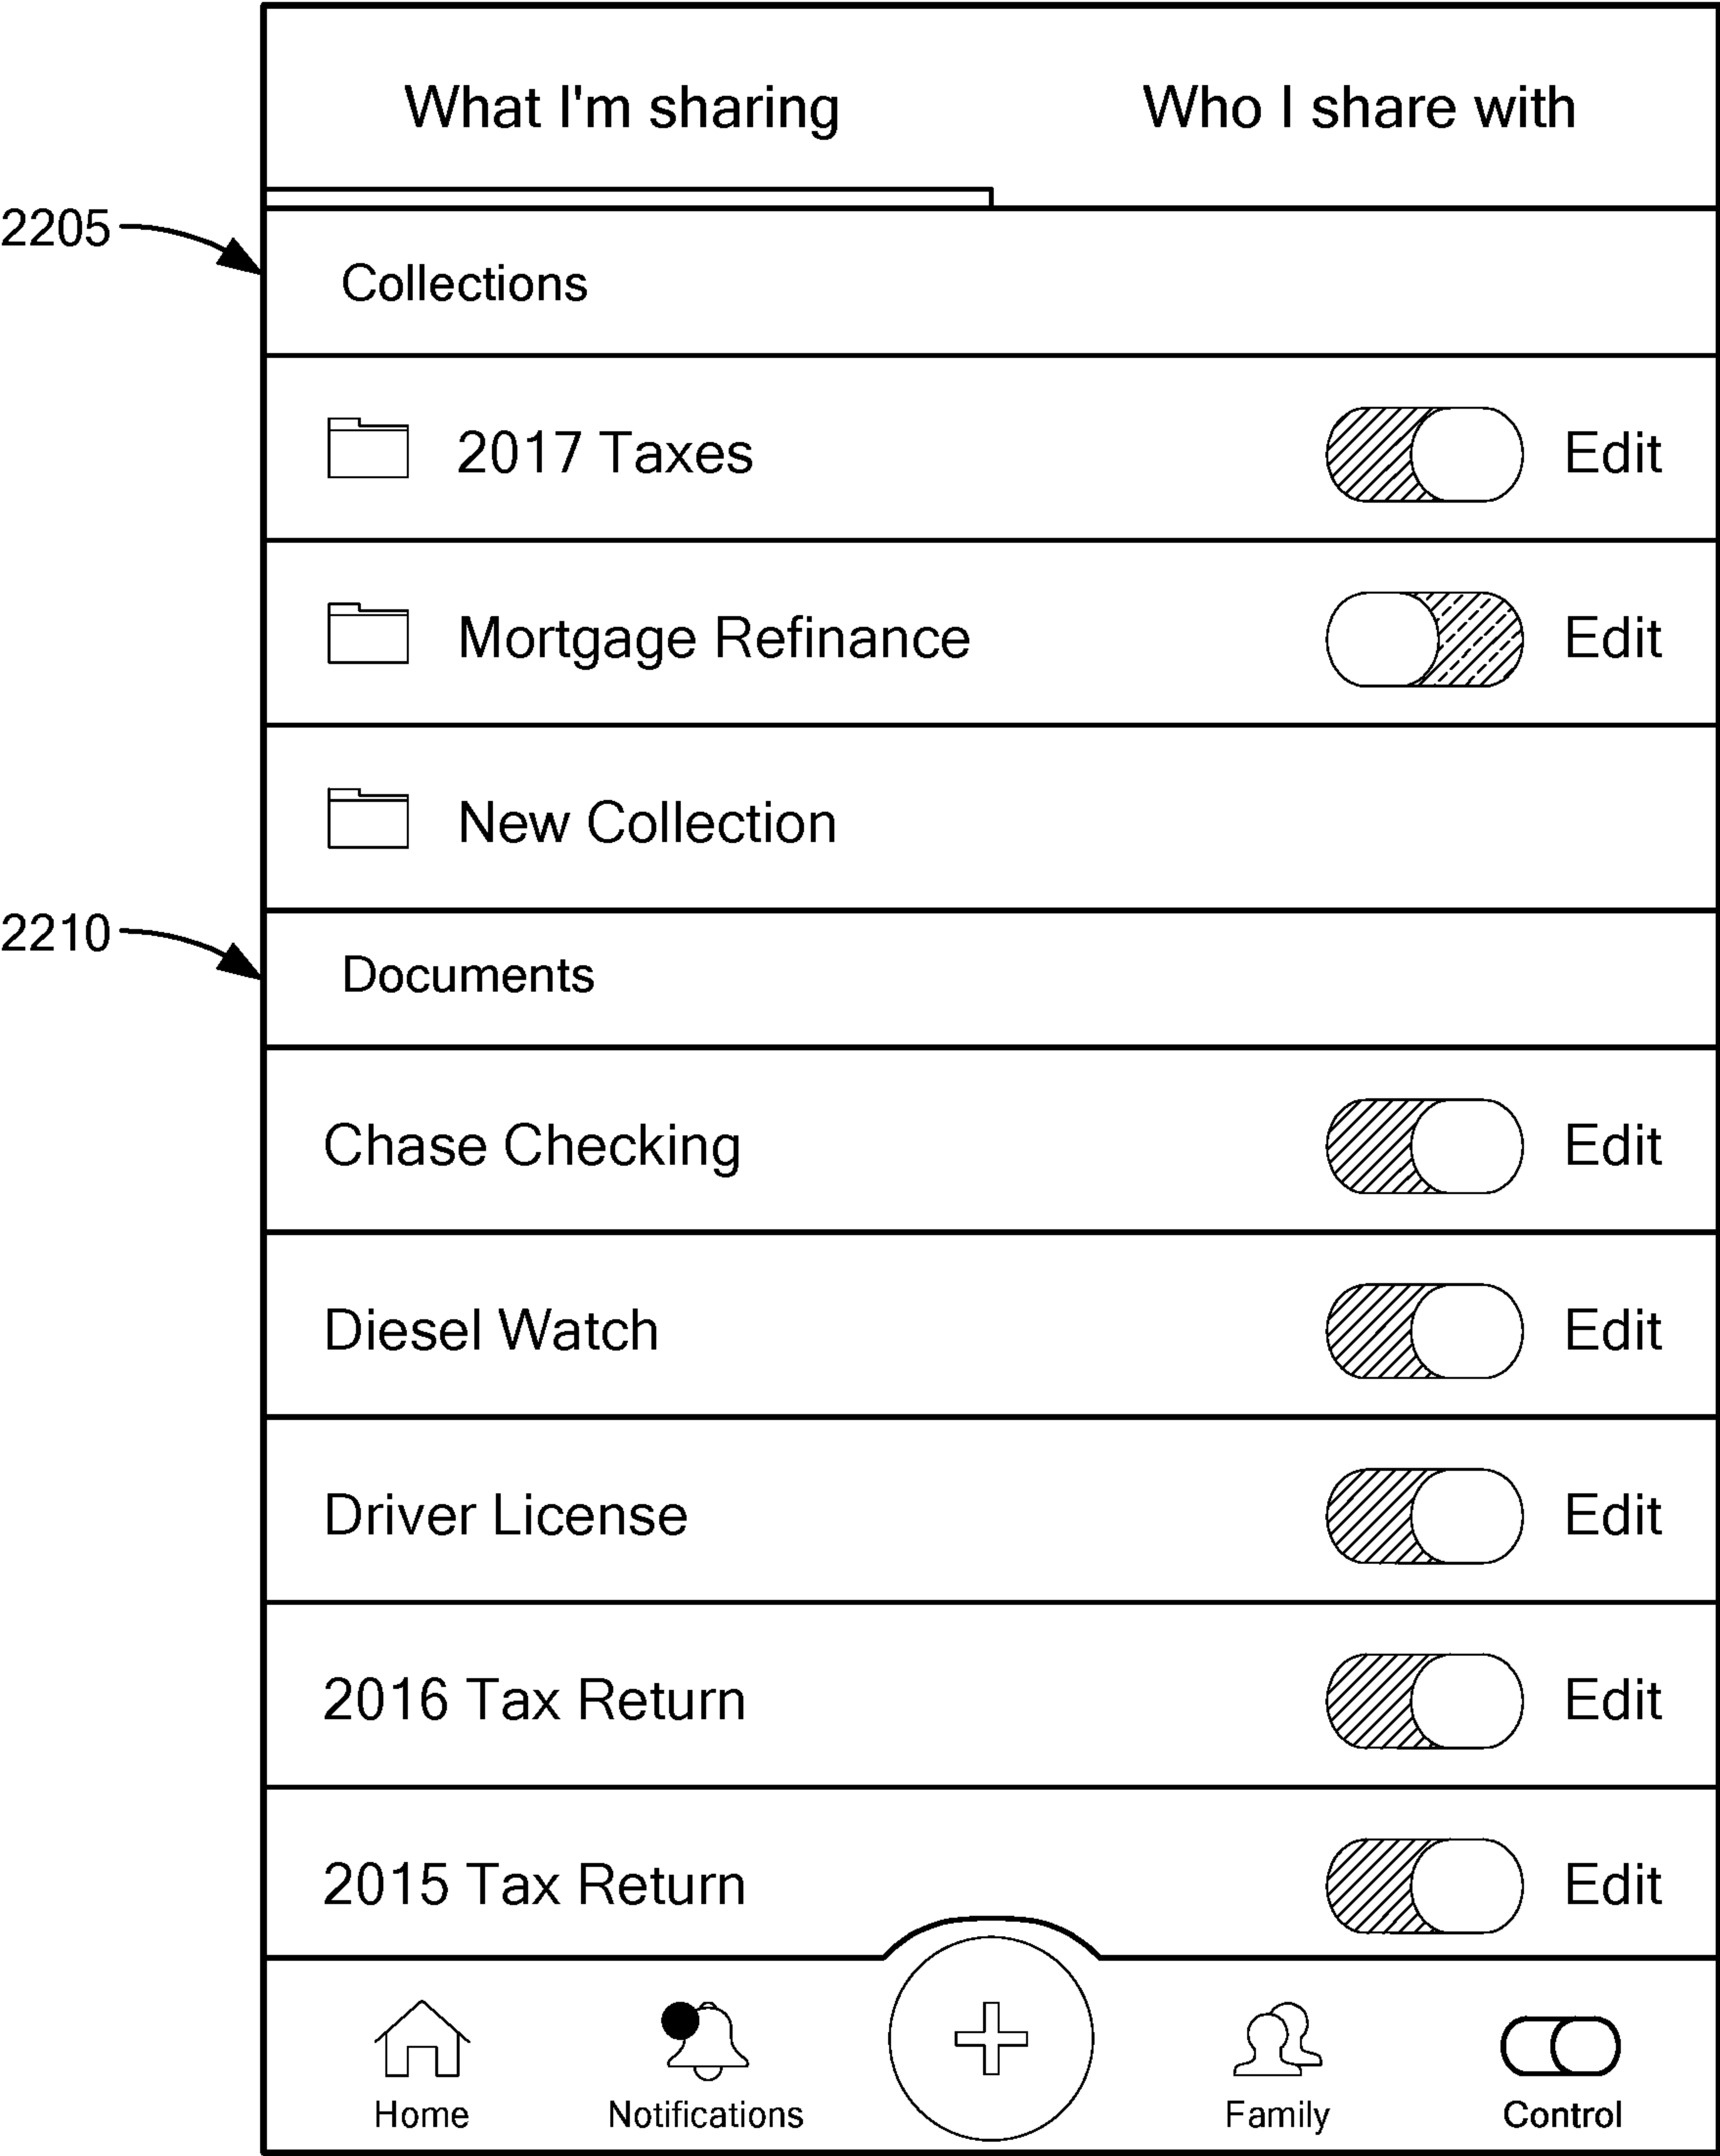 What I'm sharing Who I share with
2205
Collections
2017 Taxes Edit
Mortgage Refinance Edit
New Collection
2210
Documents
Chase Checking Edit
Diesel Watch Edit
Driver License Edit
2016 Tax Return Edit
2015 Tax Return Edit
Home Notifications Family Control